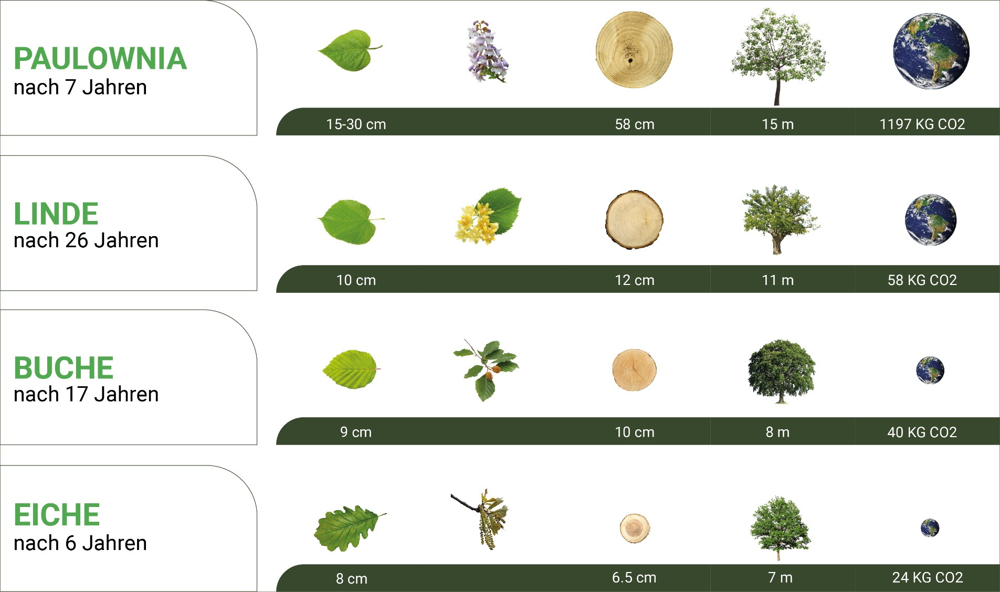 PAULOWNIA
nach 7 Jahren
15-30 cm
58 cm
15 m
1197 KG CO2
LINDE
nach 26 Jahren
10 cm
12 cm
11 m
58 KG CO2
BUCHE
nach 17 Jahren
9 cm
10 cm
8 m
40 KG CO2
EICHE
nach 6 Jahren
8 cm
6.5 cm
7 m
24 KG CO2